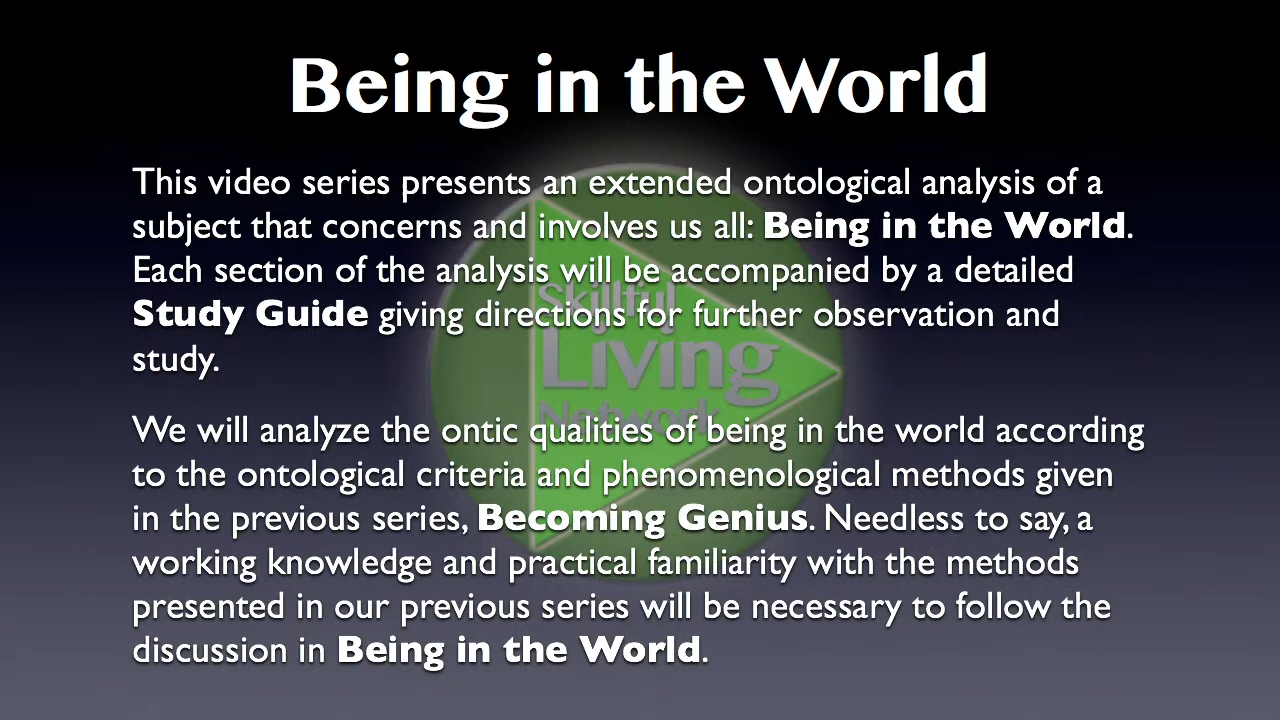 Being in the World
This video series presents an extended ontological analysis of a
subject that concerns and involves us all: Being in the World.
Each section of the analysis will be accompanied by a detailed
Study Guide giving directions for further observation and
study.
We will analyze the ontic qualities of being in the world according
to the ontological criteria and phenomenological methods given
in the previous series, Becoming Genius. Needless to say, a
working knowledge and practical familiarity with the methods
presented in our previous series will be necessary to follow the
discussion in Being in the World.
Skillful
Living
Network